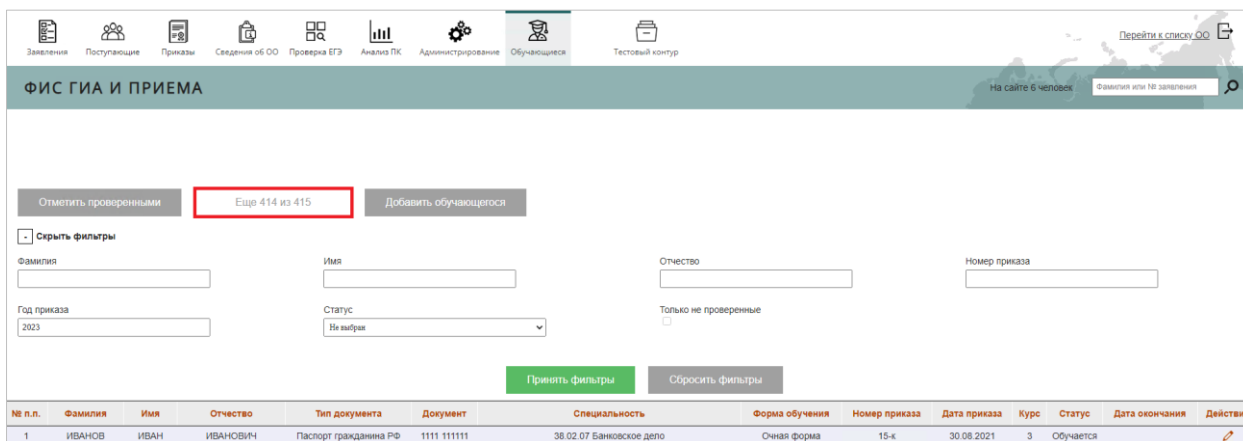 Заявления Поступающие Приказы Сведения об ОО Проверка ЕГЭ Анализ ПК Администрирование Обучающиеся Тестовый контур Перейти к списку ОО
ФИС ГИА И ПРИЕМА На сайте 6 человек Фамилия или № заявления
Отметить проверенными Еще 414 из 415 Добавить обучающегося
- Скрыть фильтры
Фамилия Имя Отчество Номер приказа
Год приказа Статус Только не проверенные
2023 Не выбран
Принять фильтры Сбросить фильтры
№ п.п. Фамилия Имя Отчество Тип документа Документ Специальность Форма обучения Номер приказа Дата приказа Курс Статус Дата окончания Действи
1 ИВАНОВ ИВАН ИВАНОВИЧ Паспорт гражданина РФ 1111 111111 38.02.07 Банковское дело Очная форма 15-к 30.08.2021 3 Обучается